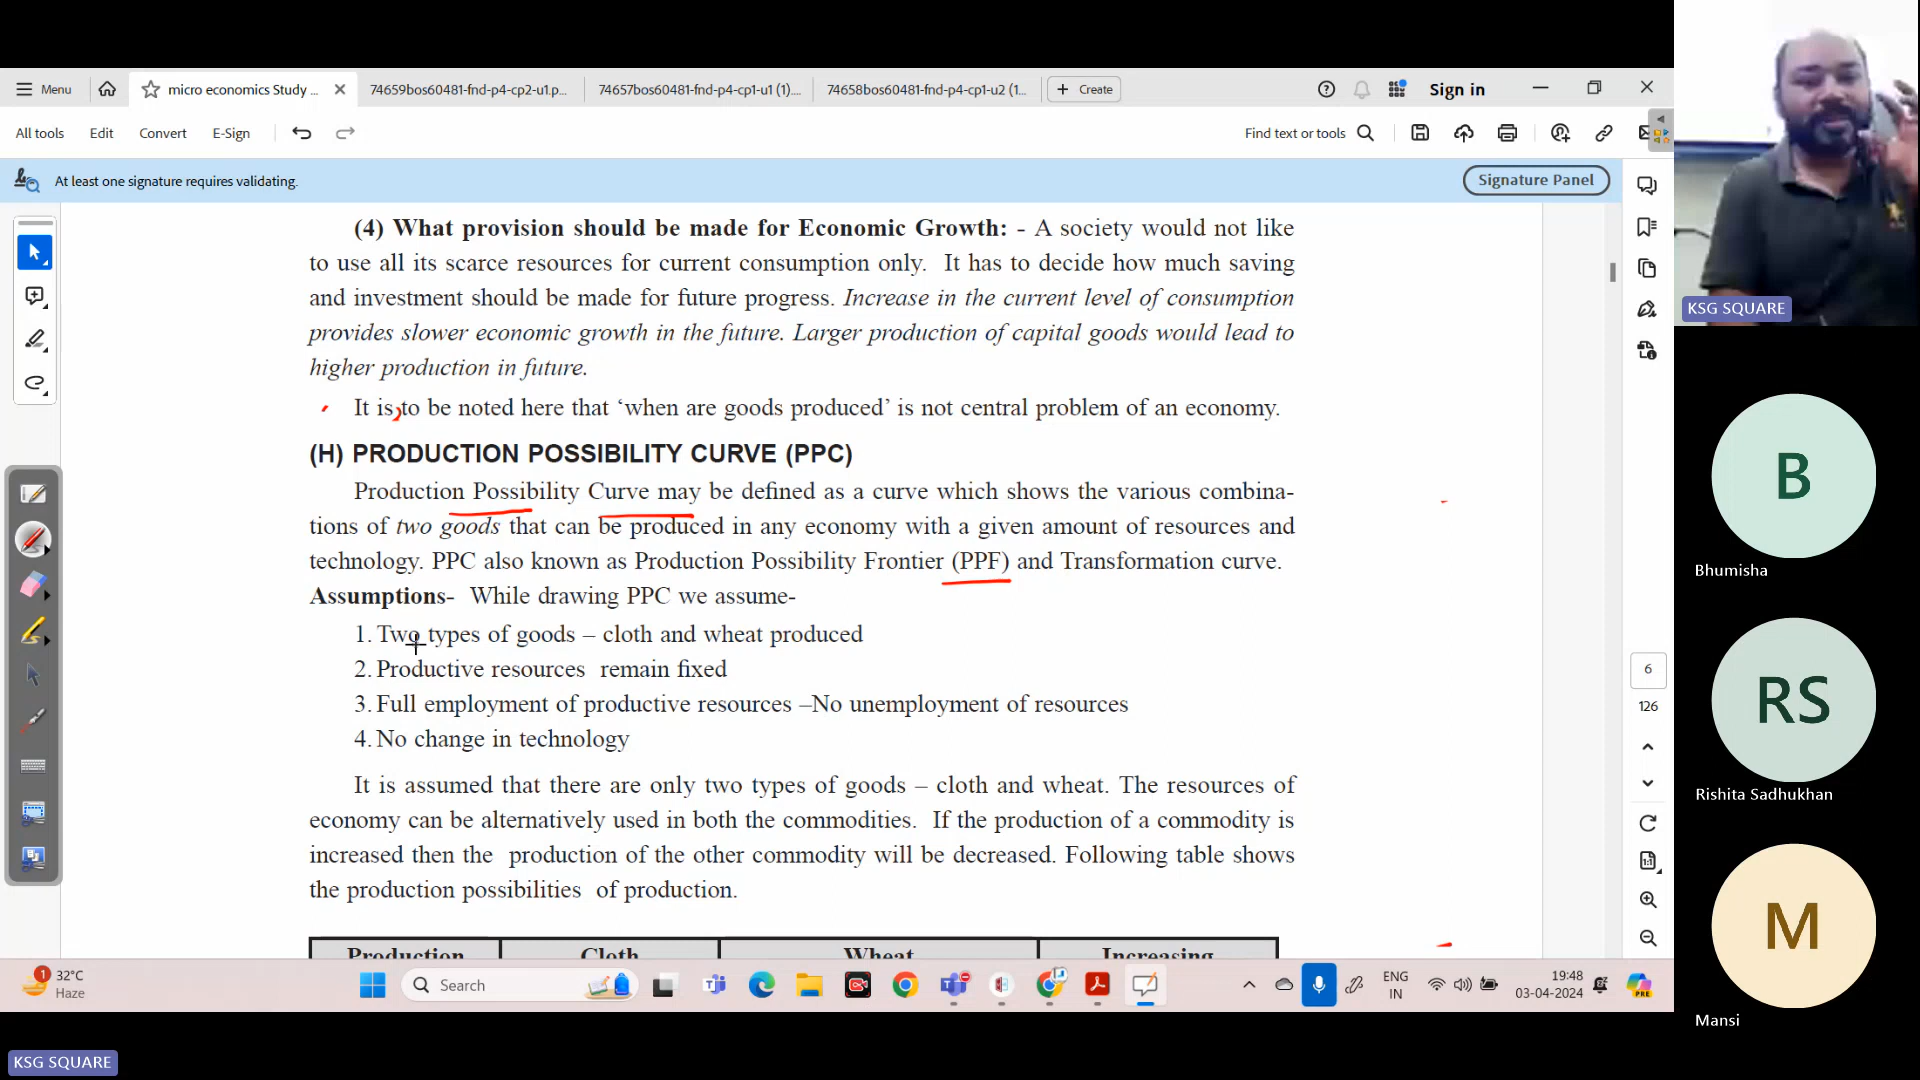 Menu
micro economics Study ...
74659bos60481-fnd-p4-cp2-u1.p...
74657bos60481-fnd-p4-cp1-u1 (1)....
74658bos60481-fnd-p4-cp1-u2 (1...
Create
Sign in
All tools
Edit
Convert
E-Sign
Find text or tools
At least one signature requires validating.
Signature Panel
(4) What provision should be made for Economic Growth: - A society would not like
to use all its scarce resources for current consumption only. It has to decide how much saving
and investment should be made for future progress. Increase in the current level of consumption
provides slower economic growth in the future. Larger production of capital goods would lead to
higher production in future.
It is to be noted here that ‘when are goods produced’ is not central problem of an economy.
(H) PRODUCTION POSSIBILITY CURVE (PPC)
Production Possibility Curve may be defined as a curve which shows the various combina-
tions of two goods that can be produced in any economy with a given amount of resources and
technology. PPC also known as Production Possibility Frontier (PPF) and Transformation curve.
Assumptions- While drawing PPC we assume-
1. Two types of goods – cloth and wheat produced
2. Productive resources remain fixed
3. Full employment of productive resources –No unemployment of resources
4. No change in technology
It is assumed that there are only two types of goods – cloth and wheat. The resources of
economy can be alternatively used in both the commodities. If the production of a commodity is
increased then the production of the other commodity will be decreased. Following table shows
the production possibilities of production.
Production Cloth Wheat Increasing
6
126
1:1
KSG SQUARE
B
Bhumisha
RS
Rishita Sadhukhan
M
Mansi
1
32°C
Haze
Search
ENG
IN
19:48
03-04-2024
PRE
KSG SQUARE